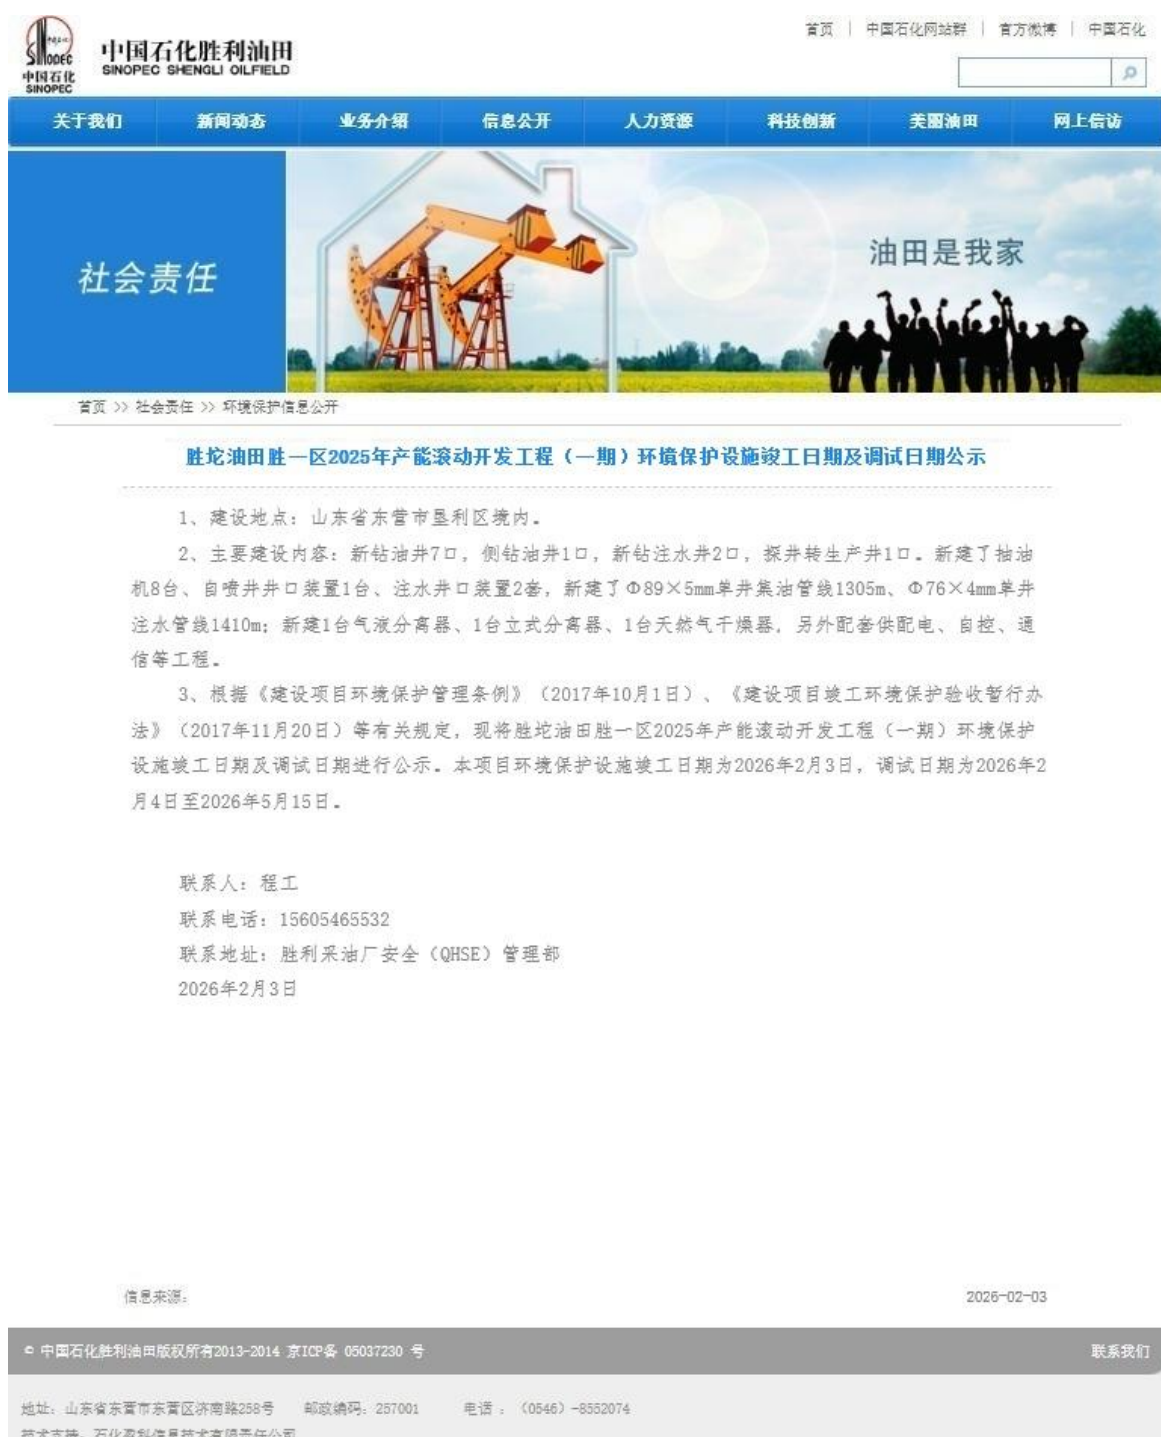 首页 | 中国石化网站群 | 官方微博 | 中国石化
SINOPEC
中国石化
SINOPEC
中国石化胜利油田
SINOPEC SHENGLI OILFIELD
关于我们 新闻动态 业务介绍 信息公开 人力资源 科技创新 美丽油田 网上信访
社会责任
油田是我家
首页 >> 社会责任 >> 环境保护信息公开
胜坨油田胜一区2025年产能滚动开发工程（一期）环境保护设施竣工日期及调试日期公示
1、建设地点：山东省东营市垦利区境内。
2、主要建设内容：新钻油井7口，侧钻油井1口，新钻注水井2口，探井转生产井1口。新建了抽油
机8台、自喷井井口装置1台、注水井口装置2套，新建了Φ89×5mm单井集油管线1305m、Φ76×4mm单井
注水管线1410m；新建1台气液分离器、1台立式分离器、1台天然气干燥器，另外配套供配电、自控、通
信等工程。
3、根据《建设项目环境保护管理条例》（2017年10月1日）、《建设项目竣工环境保护验收暂行办
法》（2017年11月20日）等有关规定，现将胜坨油田胜一区2025年产能滚动开发工程（一期）环境保护
设施竣工日期及调试日期进行公示。本项目环境保护设施竣工日期为2026年2月3日，调试日期为2026年2
月4日至2026年5月15日。
联系人：程工
联系电话：15605465532
联系地址：胜利采油厂安全（QHSE）管理部
2026年2月3日
信息来源： 2026-02-03
© 中国石化胜利油田版权所有2013-2014 京ICP备 05037230 号 联系我们
地址：山东省东营市东营区济南路258号 邮政编码：257001 电话 ：（0546）-8552074
技术支持：石化盈科信息技术有限责任公司